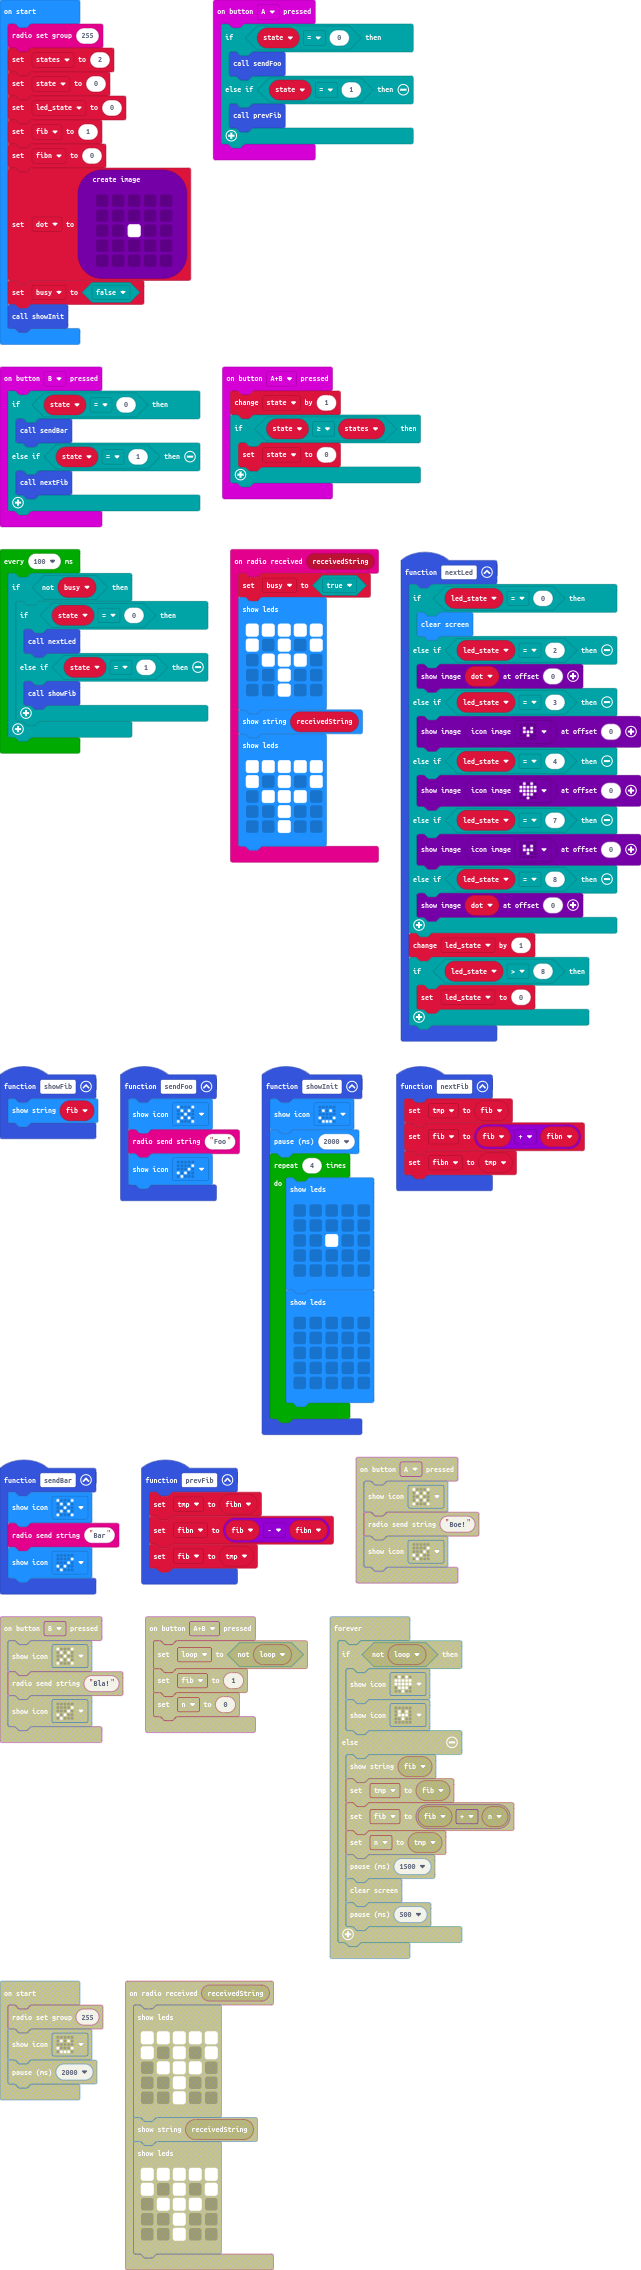 on start
radio set group 255
set states to 2
set state to 0
set led_state to 0
set fib to 1
set fibn to 0
create image
set dot to
set busy to false
call showInit
on button A pressed
if state = 0 then
call sendFoo
else if state = 1 then
call prevFib
on button B pressed
if state = 0 then
call sendBar
else if state = 1 then
call nextFib
on button A+B pressed
change state by 1
if state ≥ states then
set state to 0
every 100 ms
if not busy then
if state = 0 then
call nextLed
else if state = 1 then
call showFib
on radio received receivedString
set busy to true
show leds
show string receivedString
show leds
function nextLed
if led_state = 0 then
clear screen
else if led_state = 2 then
show image dot at offset 0
else if led_state = 3 then
show image icon image at offset 0
else if led_state = 4 then
show image icon image at offset 0
else if led_state = 7 then
show image icon image at offset 0
else if led_state = 8 then
show image dot at offset 0
change led_state by 1
if led_state > 8 then
set led_state to 0
function showFib
show string fib
function sendFoo
show icon
radio send string "Foo"
show icon
function showInit
show icon
pause (ms) 2000
repeat 4 times
do
show leds
show leds
function nextFib
set tmp to fib
set fib to fib + fibn
set fibn to tmp
function sendBar
show icon
radio send string "Bar"
show icon
function prevFib
set tmp to fibn
set fibn to fib - fibn
set fib to tmp
on button A pressed
show icon
radio send string "Boe!"
show icon
on button B pressed
show icon
radio send string "Bla!"
show icon
on button A+B pressed
set loop to not loop
set fib to 1
set n to 0
forever
if not loop then
show icon
show icon
else
show string fib
set tmp to fib
set fib to fib + n
set n to tmp
pause (ms) 1500
clear screen
pause (ms) 500
on start
radio set group 255
show icon
pause (ms) 2000
on radio received receivedString
show leds
show string receivedString
show leds